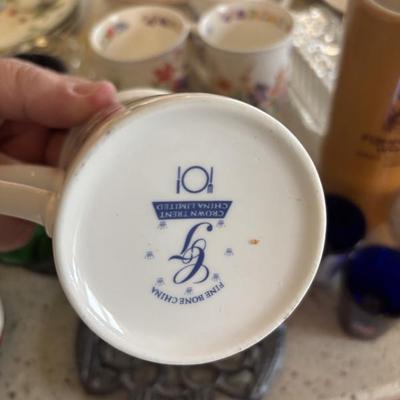 CROWN TRENT
CHINA LIMITED
FINE BONE CHINA